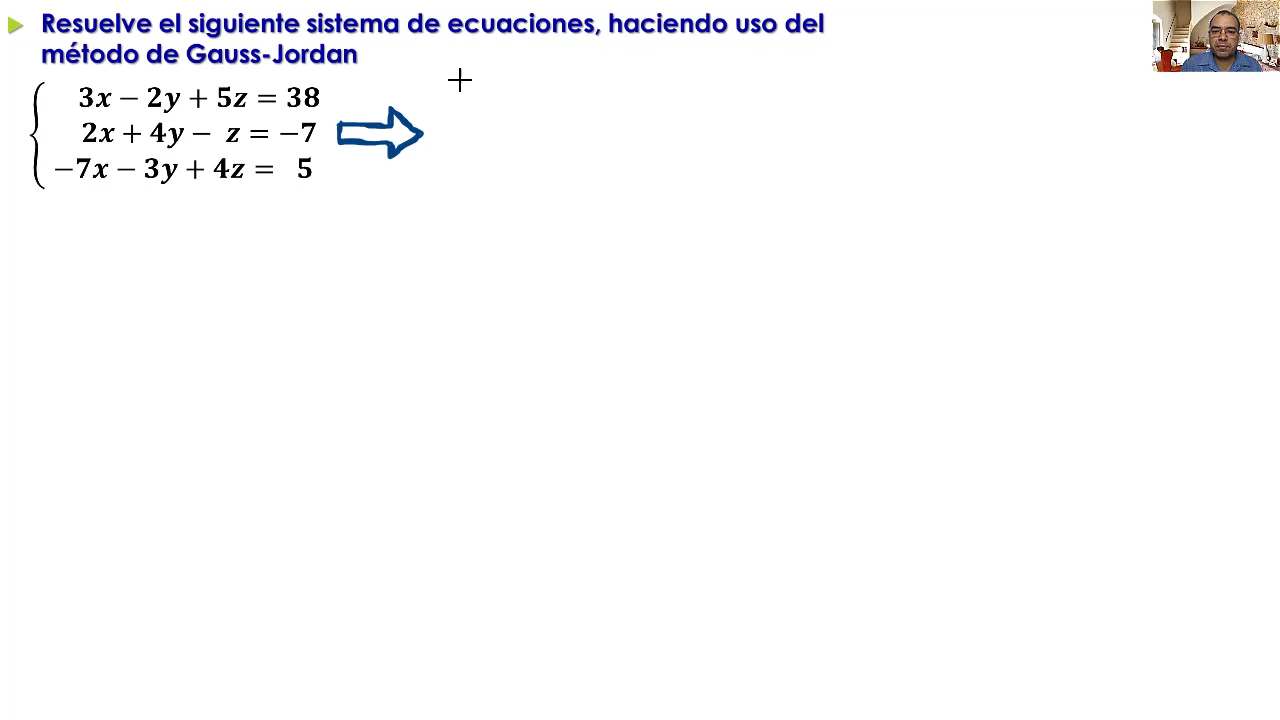 Resuelve el siguiente sistema de ecuaciones, haciendo uso del
método de Gauss-Jordan
3x − 2y + 5z = 38
2x + 4y − z = −7
−7x − 3y + 4z = 5